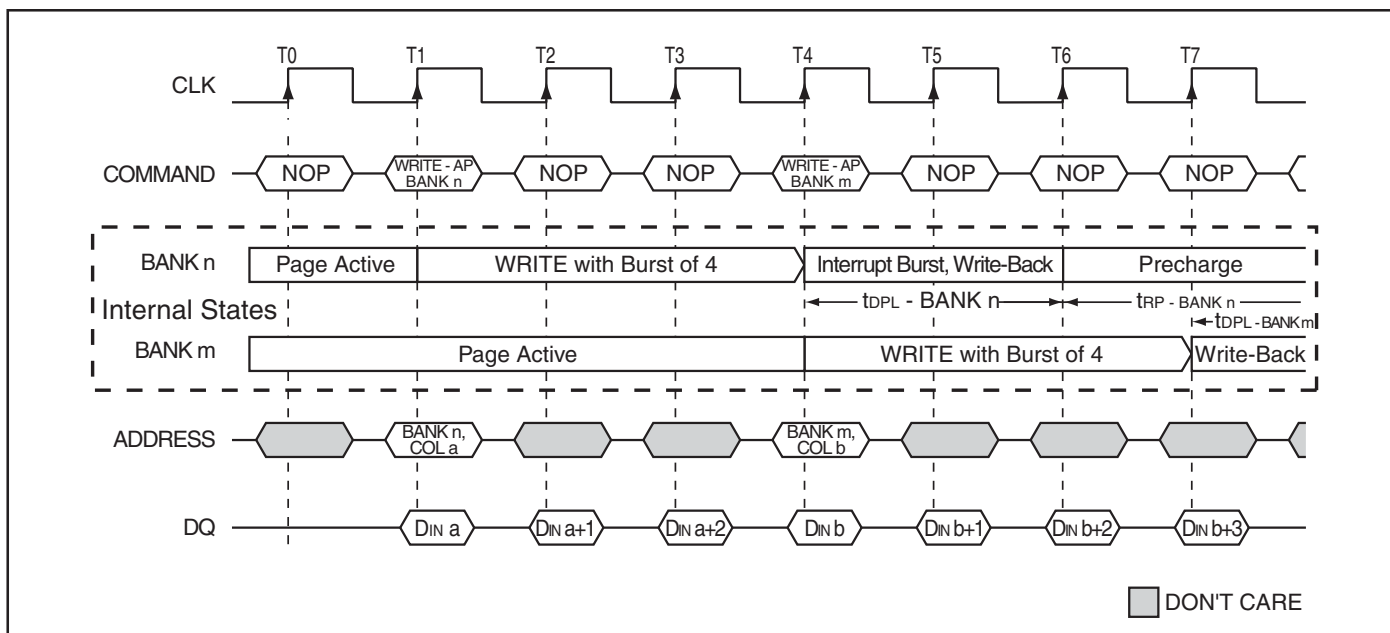 T0 T1 T2 T3 T4 T5 T6 T7
CLK
COMMAND NOP WRITE - AP BANK n NOP NOP WRITE - AP BANK m NOP NOP NOP
BANK n Page Active WRITE with Burst of 4 Interrupt Burst, Write-Back Precharge
tDPL - BANK n tRP - BANK n
Internal States
tDPL - BANK m
BANK m Page Active WRITE with Burst of 4 Write-Back
ADDRESS BANK n, COL a BANK m, COL b
DQ DIN a DIN a+1 DIN a+2 DIN b DIN b+1 DIN b+2 DIN b+3
DON'T CARE